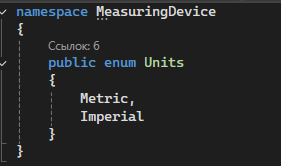 namespace MeasuringDevice
{
Ссылок: 6
public enum Units
{
Metric,
Imperial
}
}